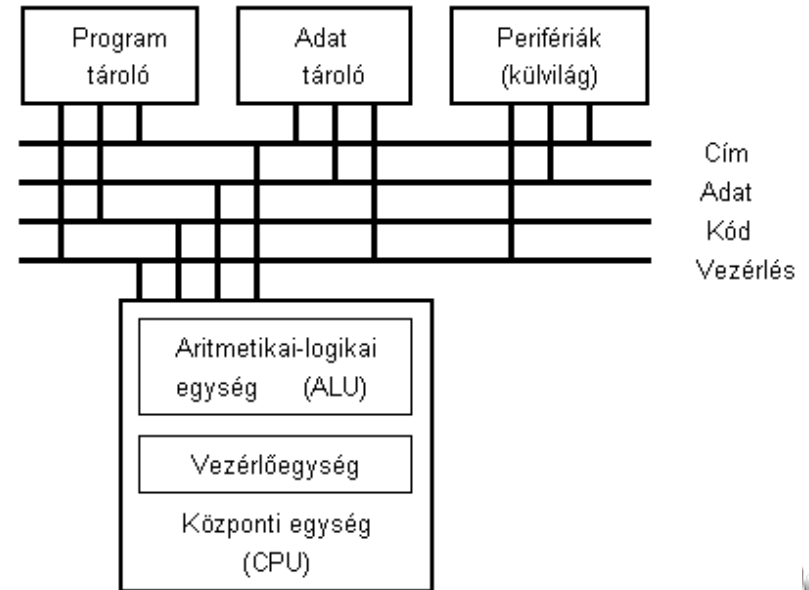 Program
tároló
Adat
tároló
Perifériák
(külvilág)
Cím
Adat
Kód
Vezérlés
Aritmetikai-logikai
egység (ALU)
Vezérlőegység
Központi egység
(CPU)